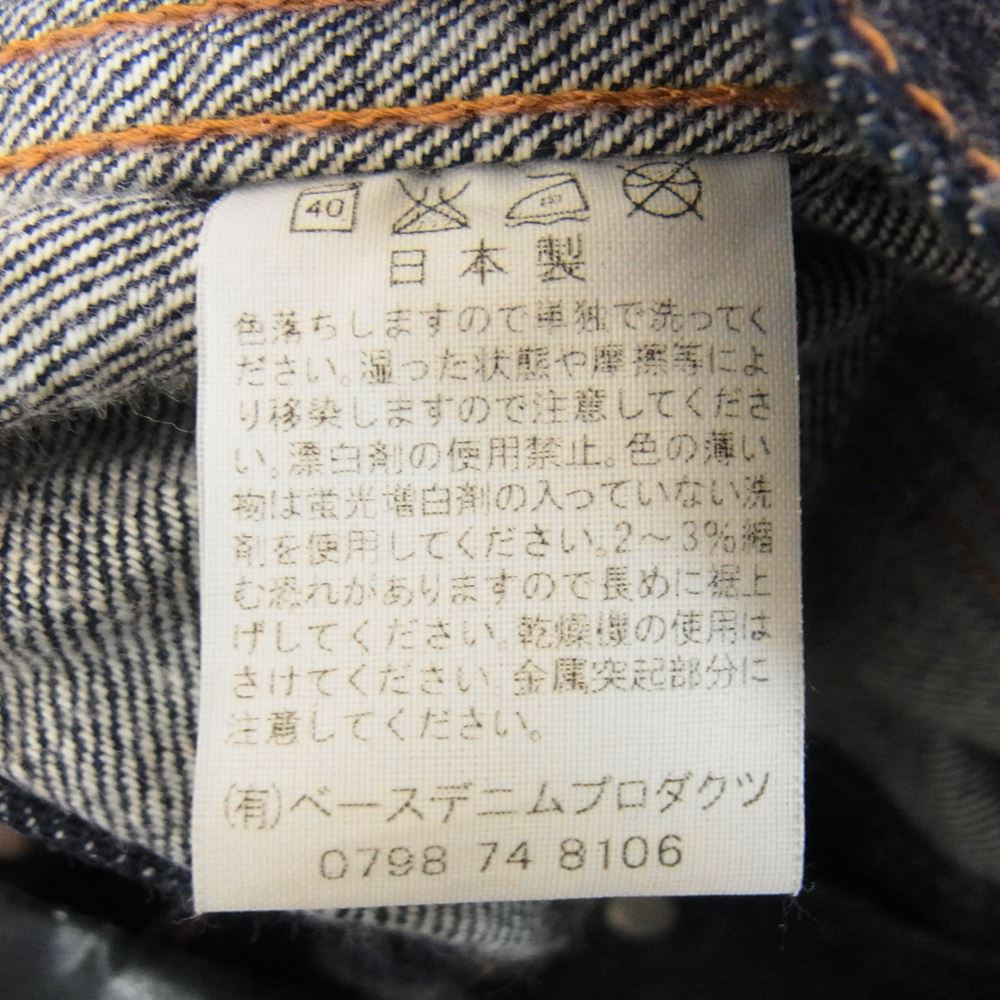 40
日本製
色落ちしますので単独で洗ってく
ださい。湿った状態や摩擦等によ
り移染しますので注意してくださ
い。漂白剤の使用禁止。色の薄い
物は蛍光増白剤の入っていない洗
剤を使用してください。2～3%縮
む恐れがありますので長めに裾上
げしてください。乾燥機の使用は
さけてください。金属突起部分に
注意してください。
(有)ベースデニムプロダクツ
0798 74 8106